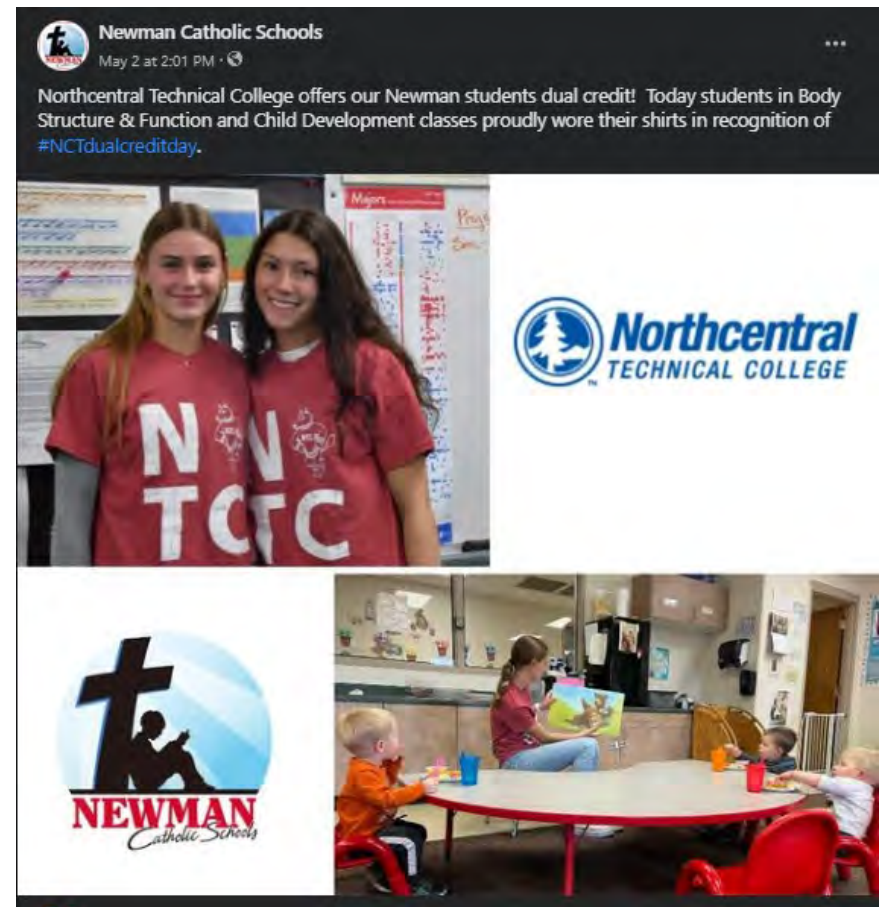 Newman Catholic Schools
May 2 at 2:01 PM
Northcentral Technical College offers our Newman students dual credit! Today students in Body
Structure & Function and Child Development classes proudly wore their shirts in recognition of
#NCTdualcreditday.
Majors
N
TC
N
TC
Northcentral
TECHNICAL COLLEGE
™
NEWMAN
Catholic Schools